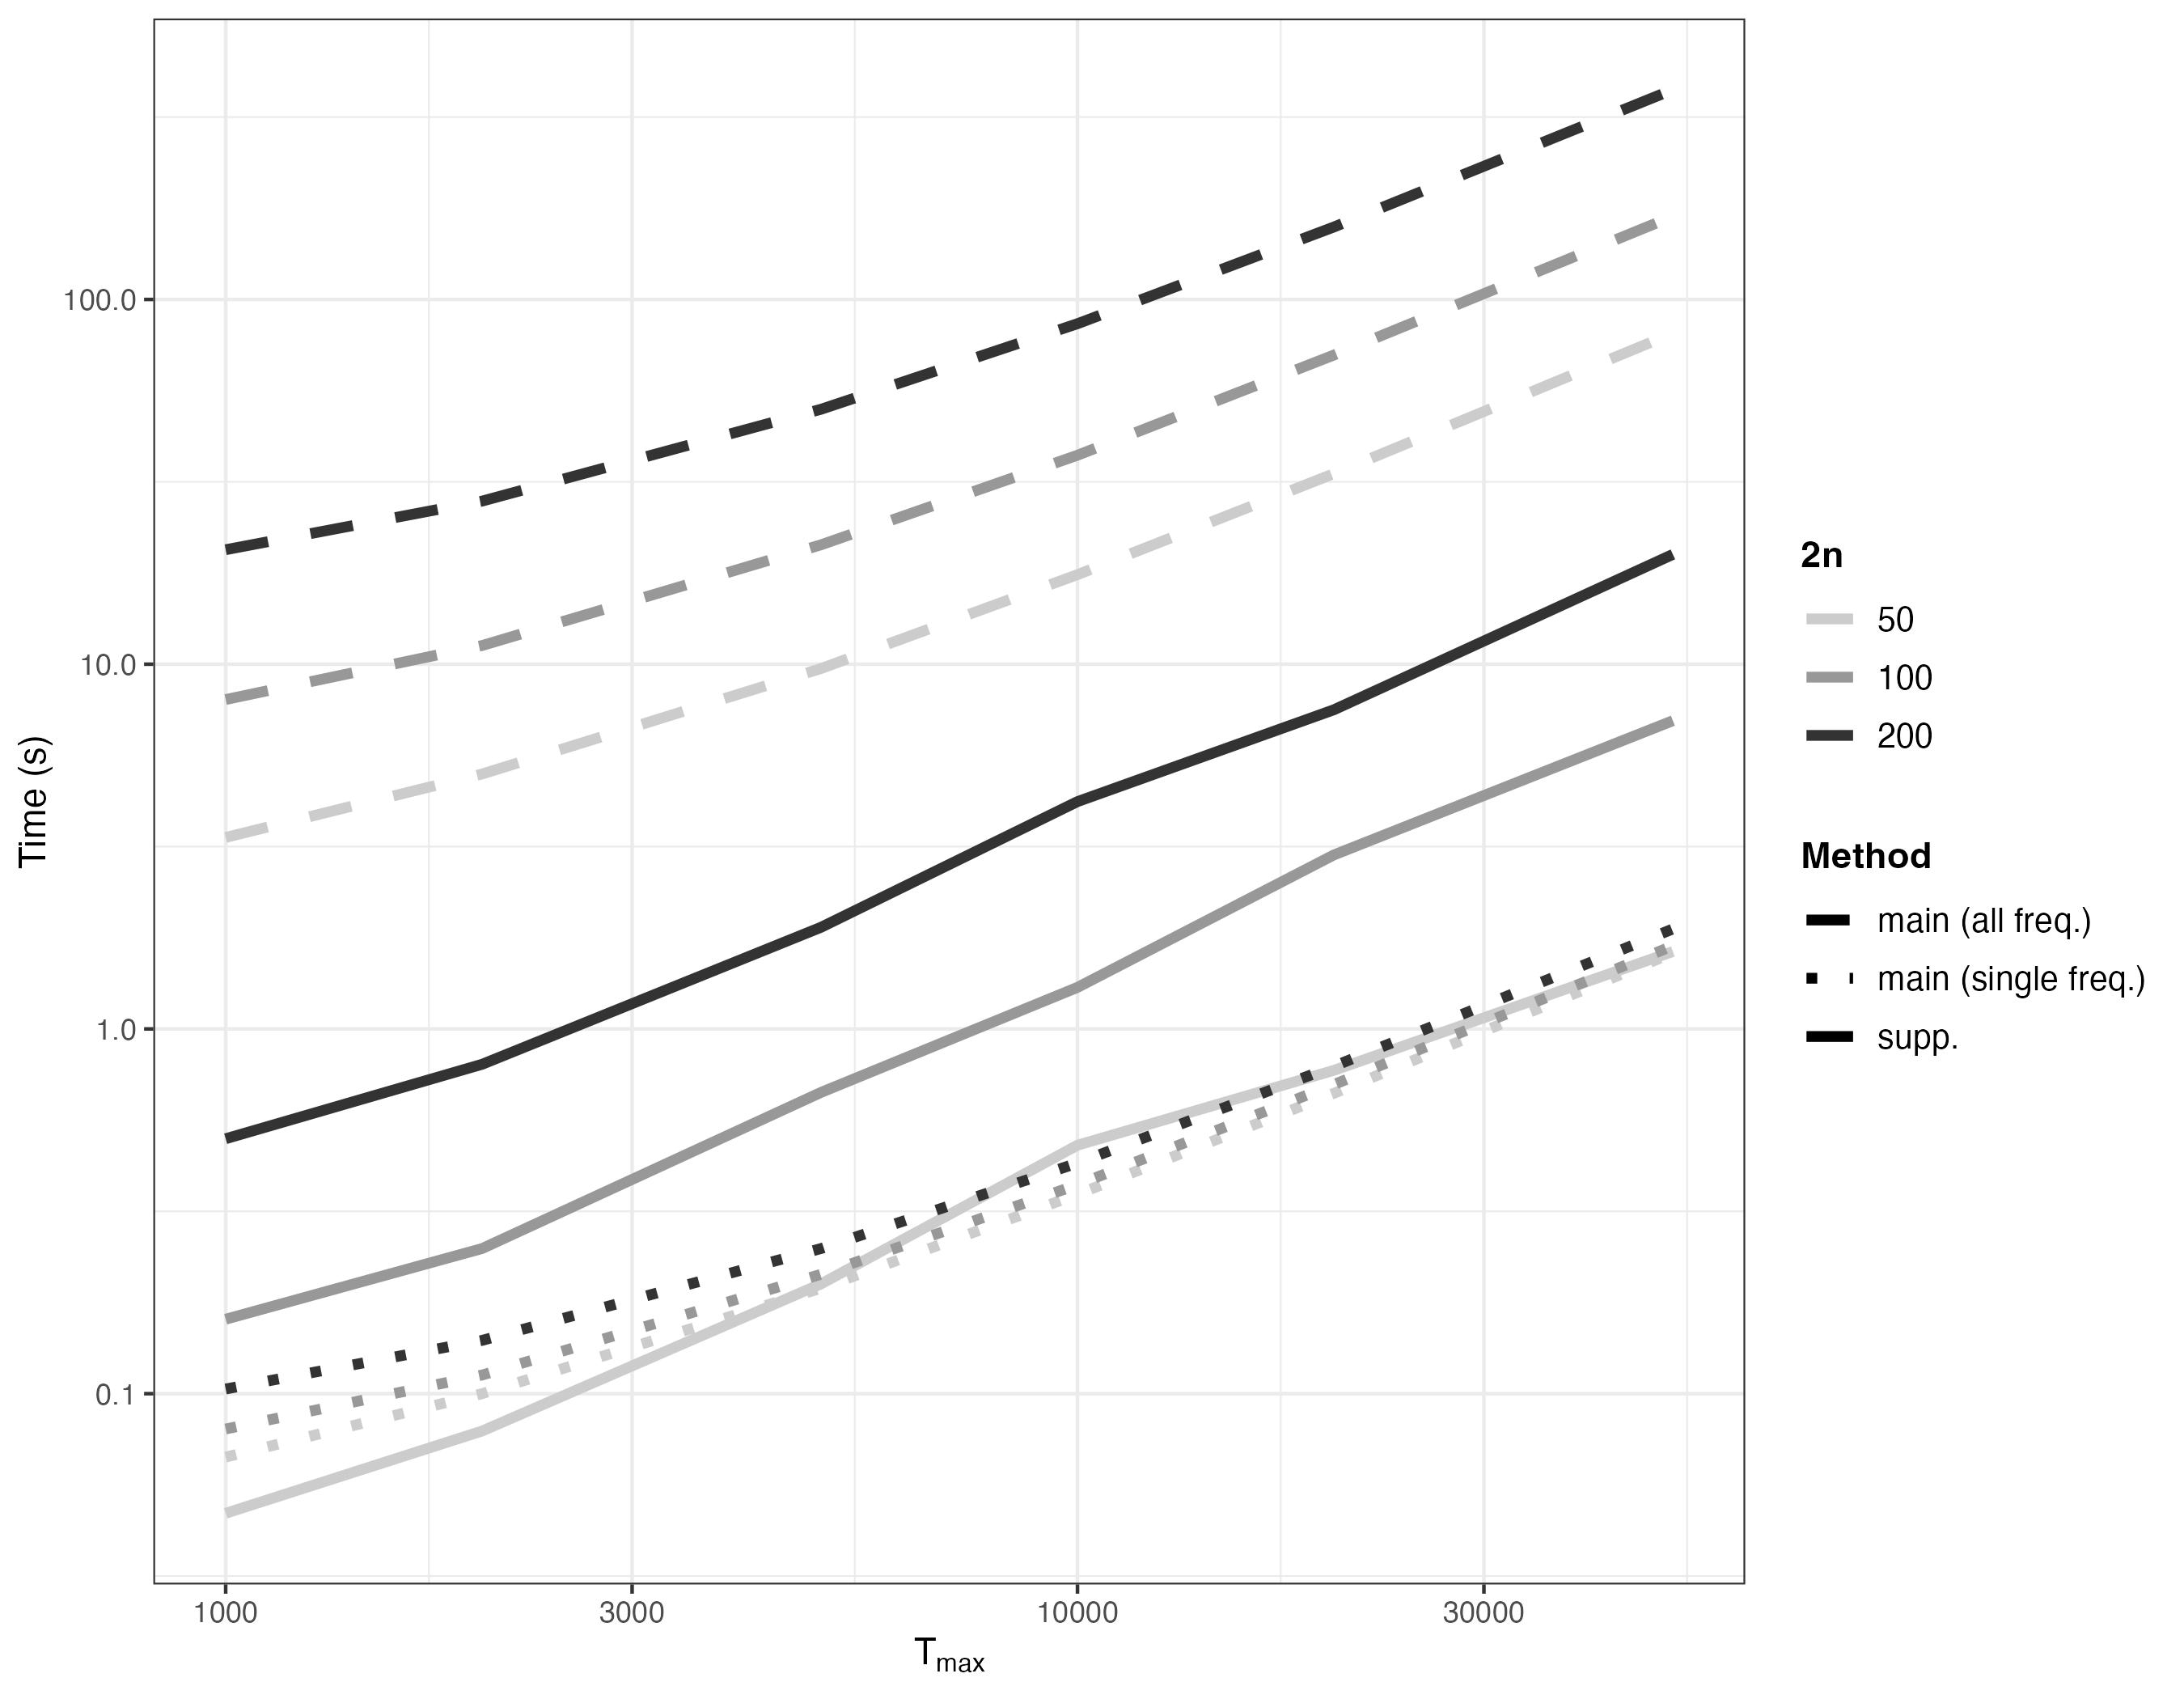 100.0
10.0
1.0
0.1
Time (s)
1000
3000
10000
30000
Tmax
2n
50
100
200
Method
main (all freq.)
main (single freq.)
supp.